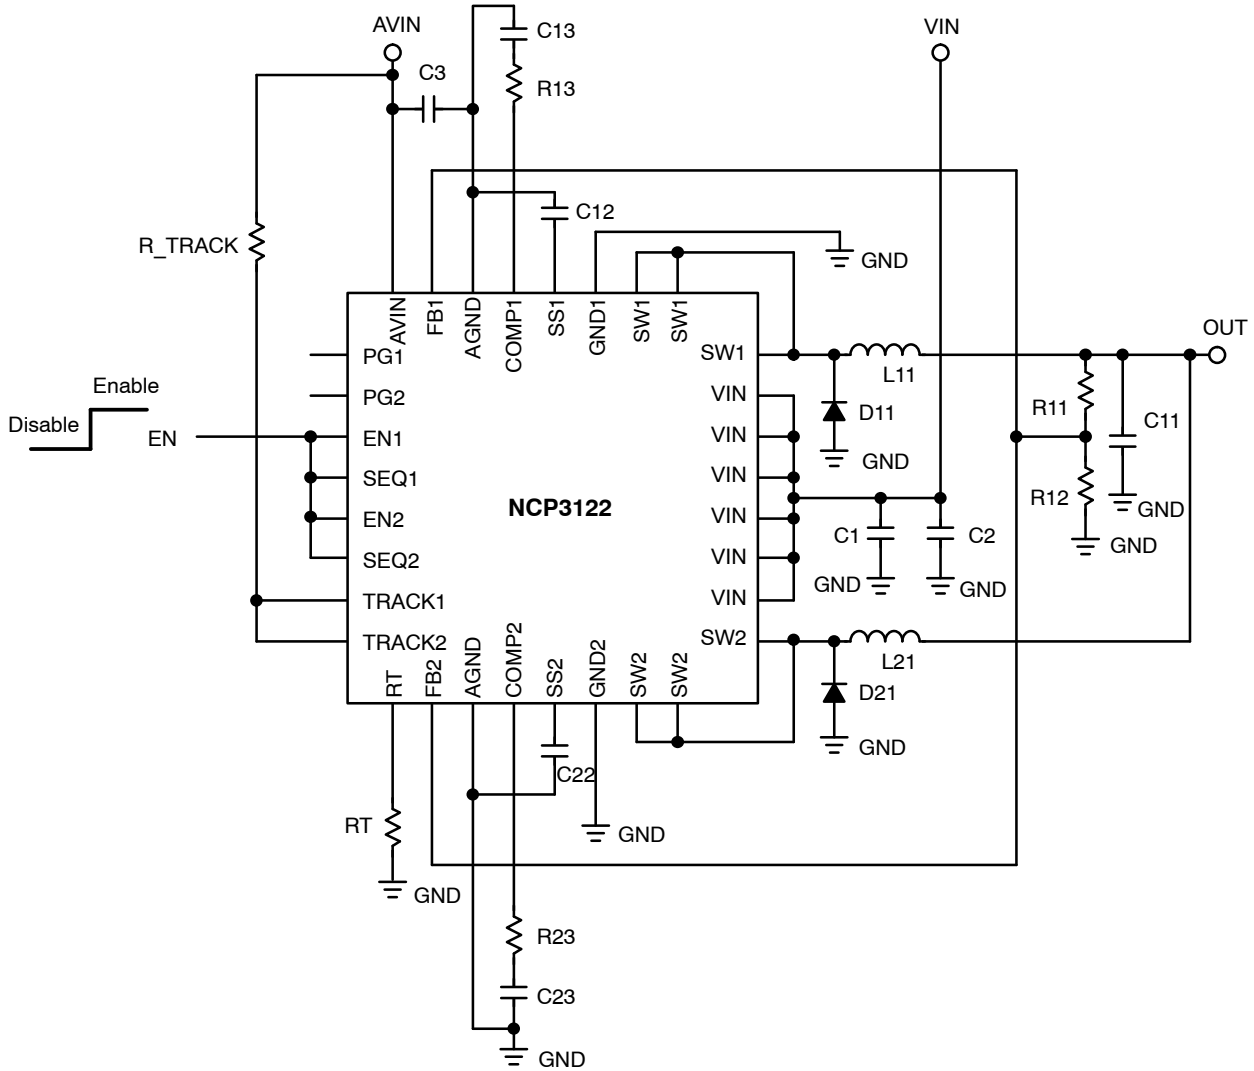 AVIN
C13
VIN
C3
R13
C12
R_TRACK
GND
AVIN
FB1
AGND
COMP1
SS1
GND1
SW1
SW1
OUT
PG1
SW1
L11
Enable
PG2
VIN
R11
Disable
D11
C11
EN
EN1
VIN
GND
SEQ1
VIN
R12
NCP3122
GND
EN2
VIN
C1
C2
GND
SEQ2
VIN
GND
GND
TRACK1
VIN
TRACK2
SW2
L21
RT
FB2
AGND
COMP2
SS2
GND2
SW2
SW2
D21
GND
C22
RT
GND
GND
R23
C23
GND